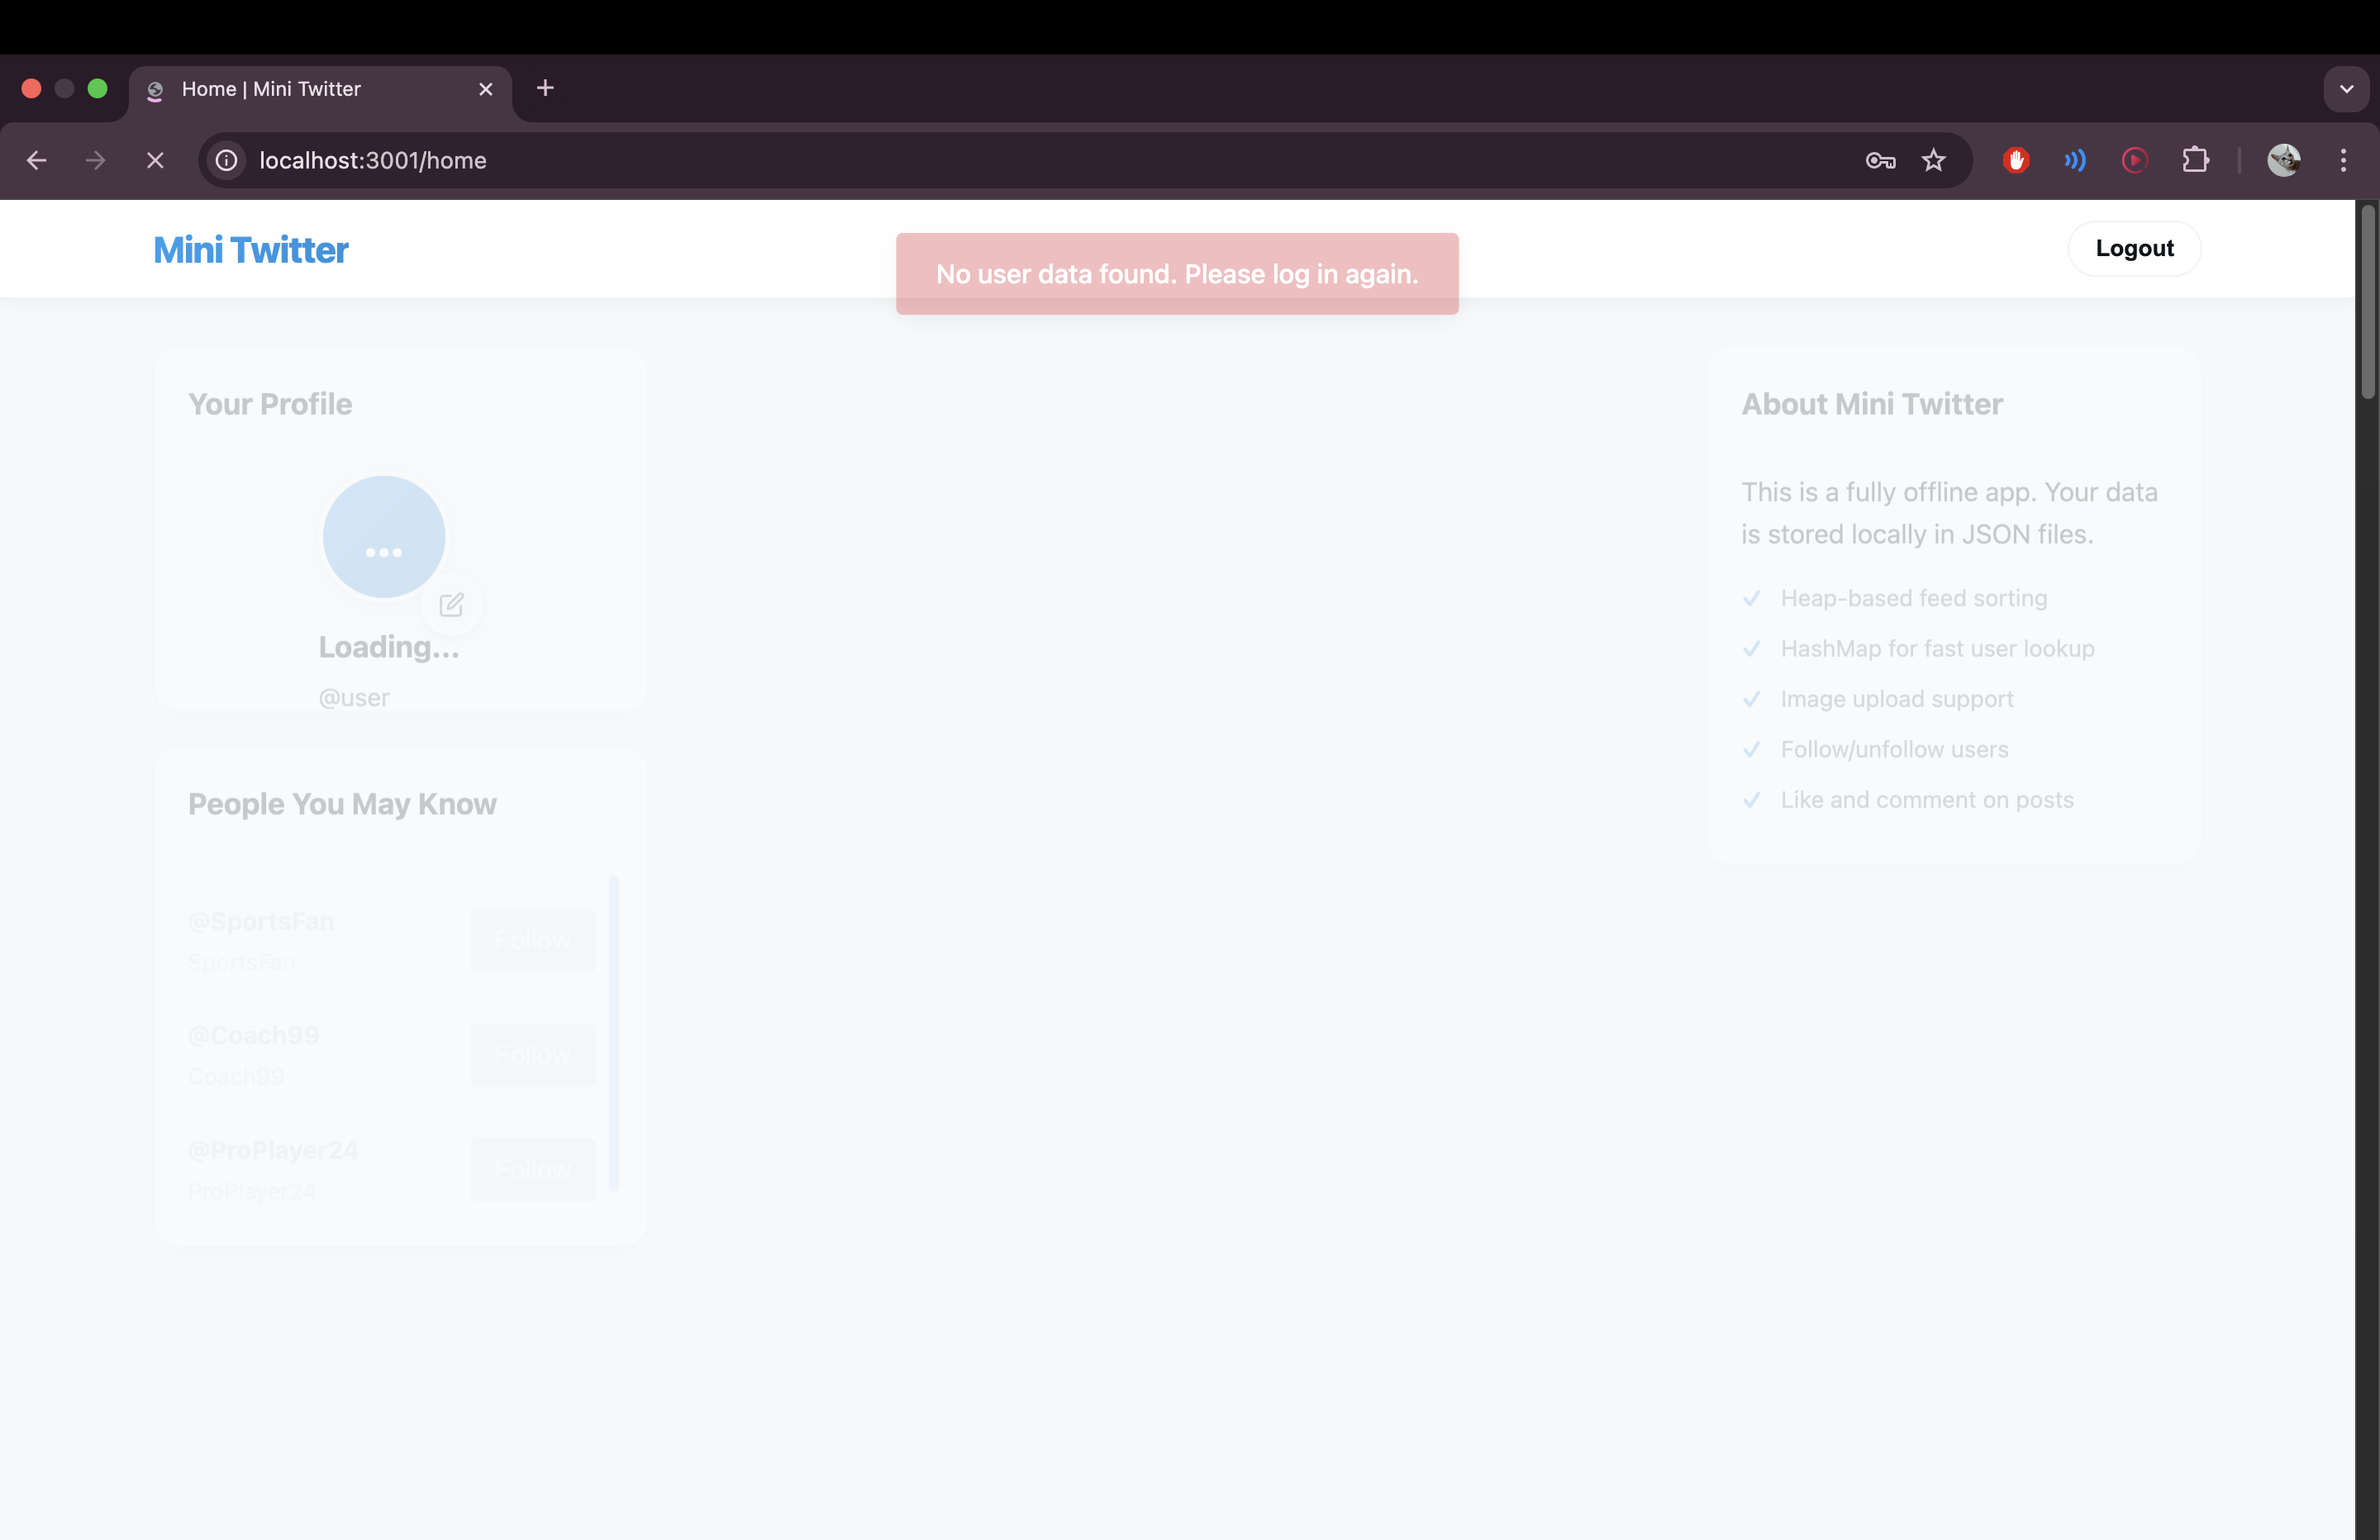 Home | Mini Twitter
localhost:3001/home
Mini Twitter
No user data found. Please log in again.
Logout
Your Profile
...
Loading...
@user
People You May Know
@SportsFan
SportsFan
Follow
@Coach99
Coach99
Follow
@ProPlayer24
ProPlayer24
Follow
About Mini Twitter
This is a fully offline app. Your data
is stored locally in JSON files.
Heap-based feed sorting
HashMap for fast user lookup
Image upload support
Follow/unfollow users
Like and comment on posts